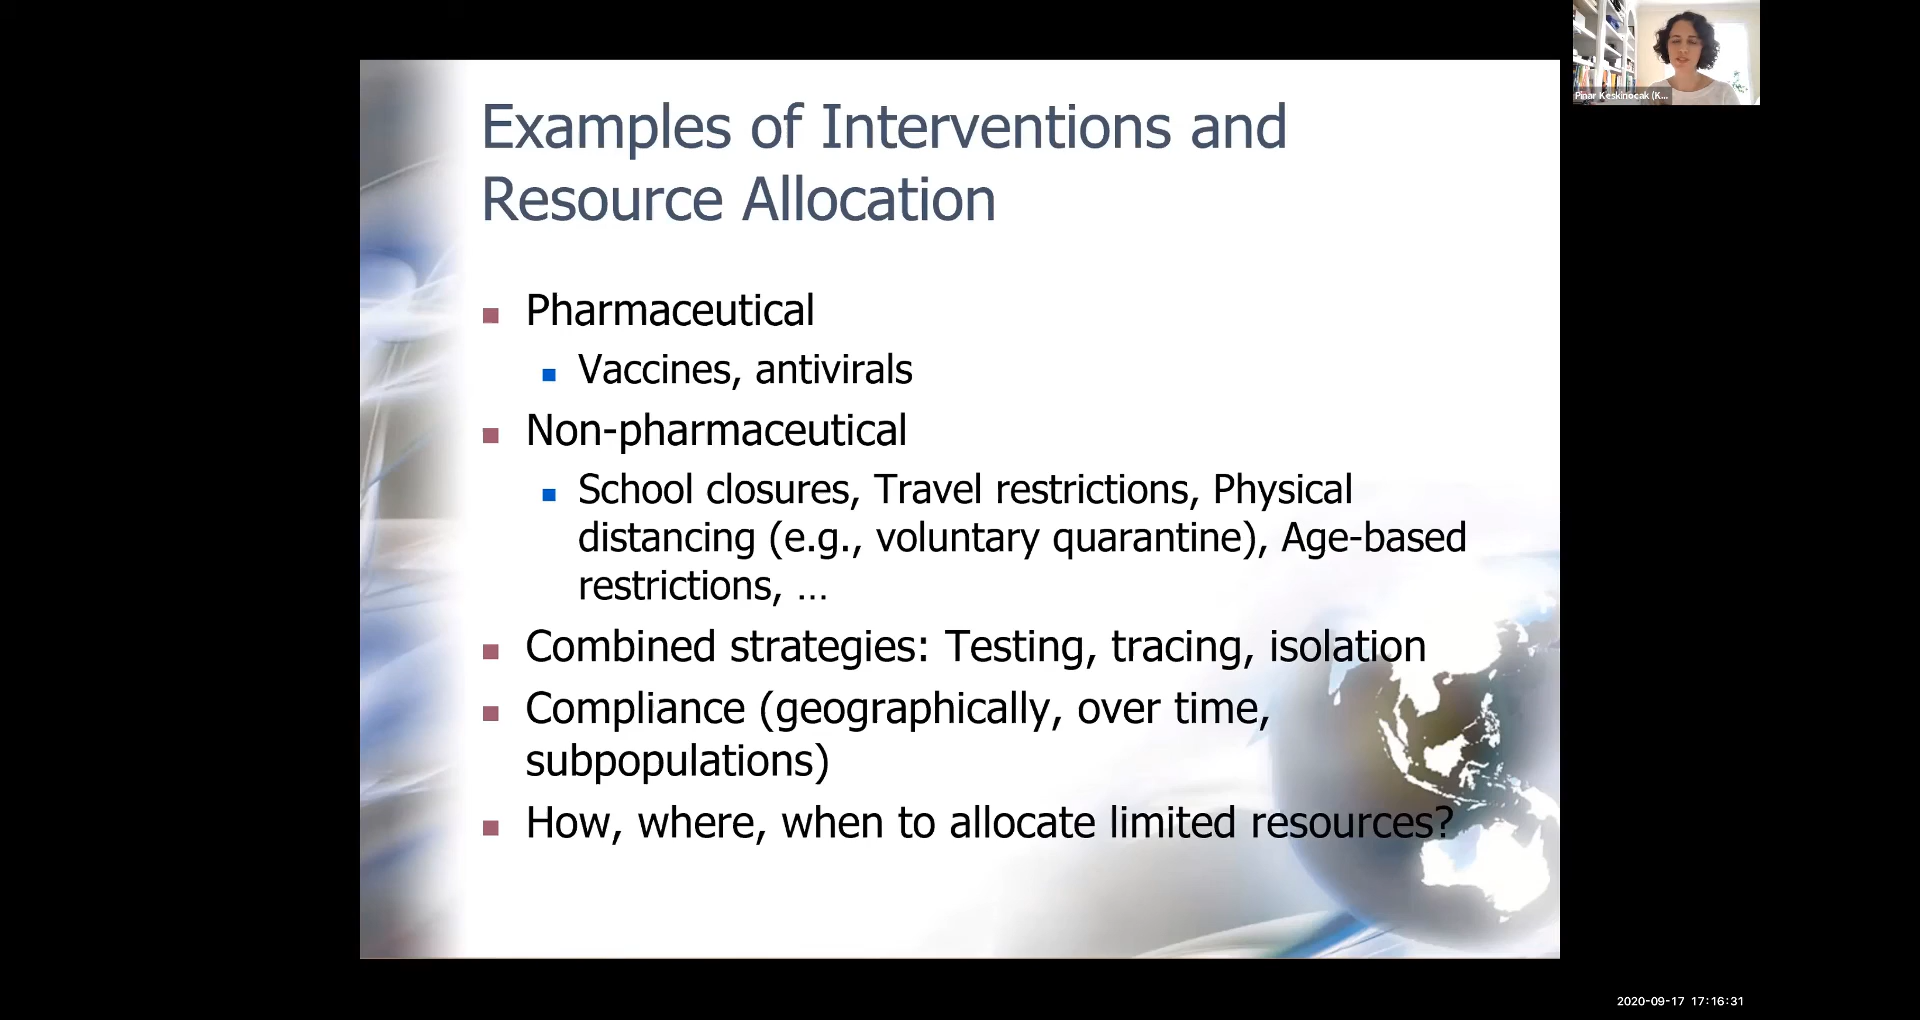 Pinar Keskinocak (K...
Examples of Interventions and
Resource Allocation
Pharmaceutical
Vaccines, antivirals
Non-pharmaceutical
School closures, Travel restrictions, Physical
distancing (e.g., voluntary quarantine), Age-based
restrictions, ...
Combined strategies: Testing, tracing, isolation
Compliance (geographically, over time,
subpopulations)
How, where, when to allocate limited resources?
2020-09-17 17:16:31